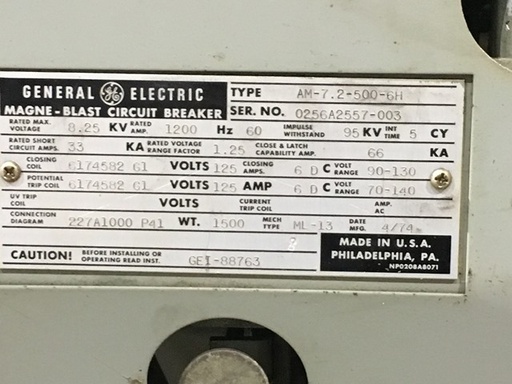 GENERAL GE ELECTRIC TYPE AM-7.2-500-6H
MAGNE-BLAST CIRCUIT BREAKER SER. NO. 0256A2557-003
RATED MAX. VOLTAGE 8.25 KV RATED AMP. 1200 Hz 60 IMPULSE WITHSTAND 95 KV INT TIME 5 CY
RATED SHORT CIRCUIT AMPS. 33 KA RATED VOLTAGE RANGE FACTOR 1.25 CLOSE & LATCH CAPABILITY AMP. 66 KA
CLOSING COIL 6174582 G1 VOLTS 125 CLOSING AMPS. 6 D C VOLT RANGE 90-130
POTENTIAL TRIP COIL 6174582 G1 VOLTS 125 AMP 6 D C VOLT RANGE 70-140
UV TRIP COIL VOLTS CURRENT TRIP COIL AMP. AC
CONNECTION DIAGRAM 227A1000 P41 WT. 1500 MECH TYPE ML-13 DATE MFG. 4/74
CAUTION! BEFORE INSTALLING OR OPERATING READ INST. GEI-88763
MADE IN U.S.A.
PHILADELPHIA, PA.
NP0208A8071